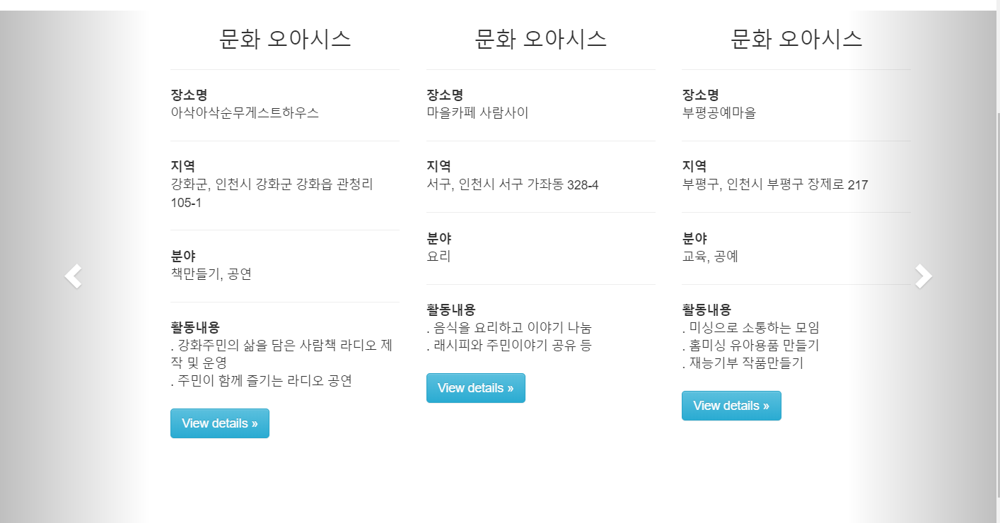 문화 오아시스
장소명
아삭아삭순무게스트하우스
지역
강화군, 인천시 강화군 강화읍 관청리
105-1
분야
책만들기, 공연
활동내용
. 강화주민의 삶을 담은 사람책 라디오 제
작 및 운영
. 주민이 함께 즐기는 라디오 공연
View details »
문화 오아시스
장소명
마을카페 사람사이
지역
서구, 인천시 서구 가좌동 328-4
분야
요리
활동내용
. 음식을 요리하고 이야기 나눔
. 래시피와 주민이야기 공유 등
View details »
문화 오아시스
장소명
부평공예마을
지역
부평구, 인천시 부평구 장제로 217
분야
교육, 공예
활동내용
. 미싱으로 소통하는 모임
. 홈미싱 유아용품 만들기
. 재능기부 작품만들기
View details »